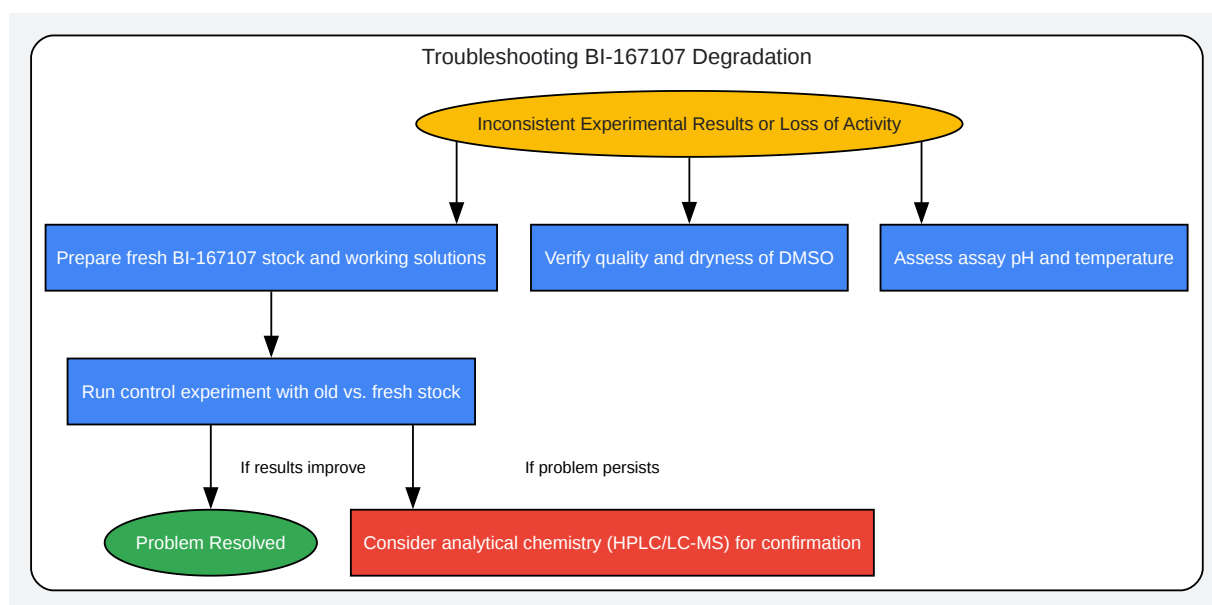 Troubleshooting BI-167107 Degradation
Inconsistent Experimental Results or Loss of Activity
Prepare fresh BI-167107 stock and working solutions
Verify quality and dryness of DMSO
Assess assay pH and temperature
Run control experiment with old vs. fresh stock
If results improve
If problem persists
Problem Resolved
Consider analytical chemistry (HPLC/LC-MS) for confirmation